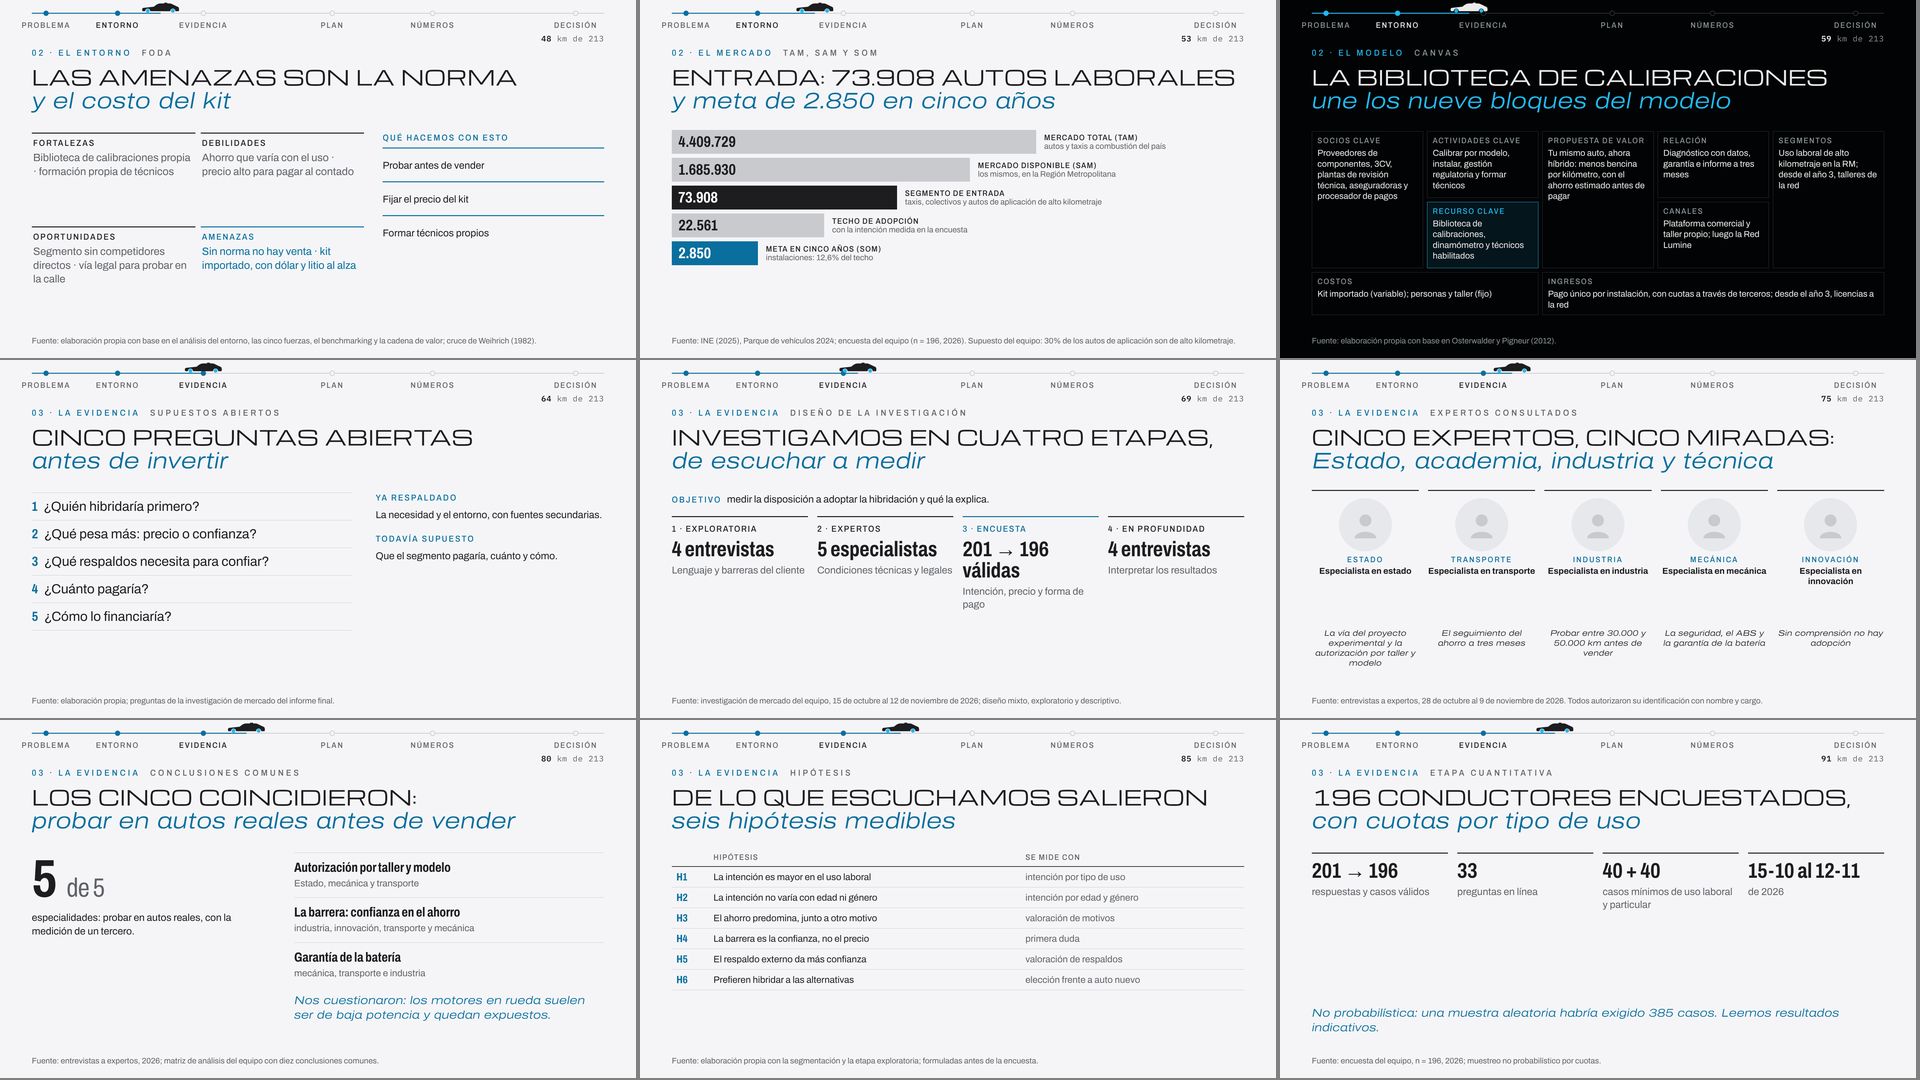 PROBLEMA ENTORNO EVIDENCIA PLAN NÚMEROS DECISIÓN
48 km de 213
02 · EL ENTORNO FODA
LAS AMENAZAS SON LA NORMA
y el costo del kit
FORTALEZAS
Biblioteca de calibraciones propia
· formación propia de técnicos
DEBILIDADES
Ahorro que varía con el uso ·
precio alto para pagar al contado
OPORTUNIDADES
Segmento sin competidores
directos · vía legal para probar en
la calle
AMENAZAS
Sin norma no hay venta · kit
importado, con dólar y litio al alza
QUÉ HACEMOS CON ESTO
Probar antes de vender
Fijar el precio del kit
Formar técnicos propios
Fuente: elaboración propia con base en el análisis del entorno, las cinco fuerzas, el benchmarking y la cadena de valor; cruce de Weihrich (1982).
PROBLEMA ENTORNO EVIDENCIA PLAN NÚMEROS DECISIÓN
53 km de 213
02 · EL MERCADO TAM, SAM Y SOM
ENTRADA: 73.908 AUTOS LABORALES
y meta de 2.850 en cinco años
4.409.729
MERCADO TOTAL (TAM)
autos y taxis a combustión del país
1.685.930
MERCADO DISPONIBLE (SAM)
los mismos, en la Región Metropolitana
73.908
SEGMENTO DE ENTRADA
taxis, colectivos y autos de aplicación de alto kilometraje
22.561
TECHO DE ADOPCIÓN
con la intención medida en la encuesta
2.850
META EN CINCO AÑOS (SOM)
instalaciones: 12,6% del techo
Fuente: INE (2025), Parque de vehículos 2024; encuesta del equipo (n = 196, 2026). Supuesto del equipo: 30% de los autos de aplicación son de alto kilometraje.
PROBLEMA ENTORNO EVIDENCIA PLAN NÚMEROS DECISIÓN
59 km de 213
02 · EL MODELO CANVAS
LA BIBLIOTECA DE CALIBRACIONES
une los nueve bloques del modelo
SOCIOS CLAVE
Proveedores de
componentes, 3CV,
plantas de revisión
técnica, aseguradoras y
procesador de pagos
ACTIVIDADES CLAVE
Calibrar por modelo,
instalar, gestión
regulatoria y formar
técnicos
RECURSO CLAVE
Biblioteca de
calibraciones,
dinamómetro y técnicos
habilitados
PROPUESTA DE VALOR
Tu mismo auto, ahora
híbrido: menos bencina
por kilómetro, con el
ahorro estimado antes de
pagar
RELACIÓN
Diagnóstico con datos,
garantía e informe a tres
meses
CANALES
Plataforma comercial y
taller propio; luego la Red
Lumine
SEGMENTOS
Uso laboral de alto
kilometraje en la RM;
desde el año 3, talleres de
la red
COSTOS
Kit importado (variable); personas y taller (fijo)
INGRESOS
Pago único por instalación, con cuotas a través de terceros; desde el año 3, licencias a
la red
Fuente: elaboración propia con base en Osterwalder y Pigneur (2012).
PROBLEMA ENTORNO EVIDENCIA PLAN NÚMEROS DECISIÓN
64 km de 213
03 · LA EVIDENCIA SUPUESTOS ABIERTOS
CINCO PREGUNTAS ABIERTAS
antes de invertir
1 ¿Quién hibridaría primero?
2 ¿Qué pesa más: precio o confianza?
3 ¿Qué respaldos necesita para confiar?
4 ¿Cuánto pagaría?
5 ¿Cómo lo financiaría?
YA RESPALDADO
La necesidad y el entorno, con fuentes secundarias.
TODAVÍA SUPUESTO
Que el segmento pagaría, cuánto y cómo.
Fuente: elaboración propia; preguntas de la investigación de mercado del informe final.
PROBLEMA ENTORNO EVIDENCIA PLAN NÚMEROS DECISIÓN
69 km de 213
03 · LA EVIDENCIA DISEÑO DE LA INVESTIGACIÓN
INVESTIGAMOS EN CUATRO ETAPAS,
de escuchar a medir
OBJETIVO medir la disposición a adoptar la hibridación y qué la explica.
1 · EXPLORATORIA
4 entrevistas
Lenguaje y barreras del cliente
2 · EXPERTOS
5 especialistas
Condiciones técnicas y legales
3 · ENCUESTA
201 → 196
válidas
Intención, precio y forma de
pago
4 · EN PROFUNDIDAD
4 entrevistas
Interpretar los resultados
Fuente: investigación de mercado del equipo, 15 de octubre al 12 de noviembre de 2026; diseño mixto, exploratorio y descriptivo.
PROBLEMA ENTORNO EVIDENCIA PLAN NÚMEROS DECISIÓN
75 km de 213
03 · LA EVIDENCIA EXPERTOS CONSULTADOS
CINCO EXPERTOS, CINCO MIRADAS:
Estado, academia, industria y técnica
ESTADO
Especialista en estado
La vía del proyecto
experimental y la
autorización por taller y
modelo
TRANSPORTE
Especialista en transporte
El seguimiento del
ahorro a tres meses
INDUSTRIA
Especialista en industria
Probar entre 30.000 y
50.000 km antes de
vender
MECÁNICA
Especialista en mecánica
La seguridad, el ABS y
la garantía de la batería
INNOVACIÓN
Especialista en
innovación
Sin comprensión no hay
adopción
Fuente: entrevistas a expertos, 28 de octubre al 9 de noviembre de 2026. Todos autorizaron su identificación con nombre y cargo.
PROBLEMA ENTORNO EVIDENCIA PLAN NÚMEROS DECISIÓN
80 km de 213
03 · LA EVIDENCIA CONCLUSIONES COMUNES
LOS CINCO COINCIDIERON:
probar en autos reales antes de vender
5 de 5
especialidades: probar en autos reales, con la
medición de un tercero.
Autorización por taller y modelo
Estado, mecánica y transporte
La barrera: confianza en el ahorro
industria, innovación, transporte y mecánica
Garantía de la batería
mecánica, transporte e industria
Nos cuestionaron: los motores en rueda suelen
ser de baja potencia y quedan expuestos.
Fuente: entrevistas a expertos, 2026; matriz de análisis del equipo con diez conclusiones comunes.
PROBLEMA ENTORNO EVIDENCIA PLAN NÚMEROS DECISIÓN
85 km de 213
03 · LA EVIDENCIA HIPÓTESIS
DE LO QUE ESCUCHAMOS SALIERON
seis hipótesis medibles
HIPÓTESIS SE MIDE CON
H1 La intención es mayor en el uso laboral intención por tipo de uso
H2 La intención no varía con edad ni género intención por edad y género
H3 El ahorro predomina, junto a otro motivo valoración de motivos
H4 La barrera es la confianza, no el precio primera duda
H5 El respaldo externo da más confianza valoración de respaldos
H6 Prefieren hibridar a las alternativas elección frente a auto nuevo
Fuente: elaboración propia con la segmentación y la etapa exploratoria; formuladas antes de la encuesta.
PROBLEMA ENTORNO EVIDENCIA PLAN NÚMEROS DECISIÓN
91 km de 213
03 · LA EVIDENCIA ETAPA CUANTITATIVA
196 CONDUCTORES ENCUESTADOS,
con cuotas por tipo de uso
201 → 196
respuestas y casos válidos
33
preguntas en línea
40 + 40
casos mínimos de uso laboral
y particular
15-10 al 12-11
de 2026
No probabilística: una muestra aleatoria habría exigido 385 casos. Leemos resultados
indicativos.
Fuente: encuesta del equipo, n = 196, 2026; muestreo no probabilístico por cuotas.